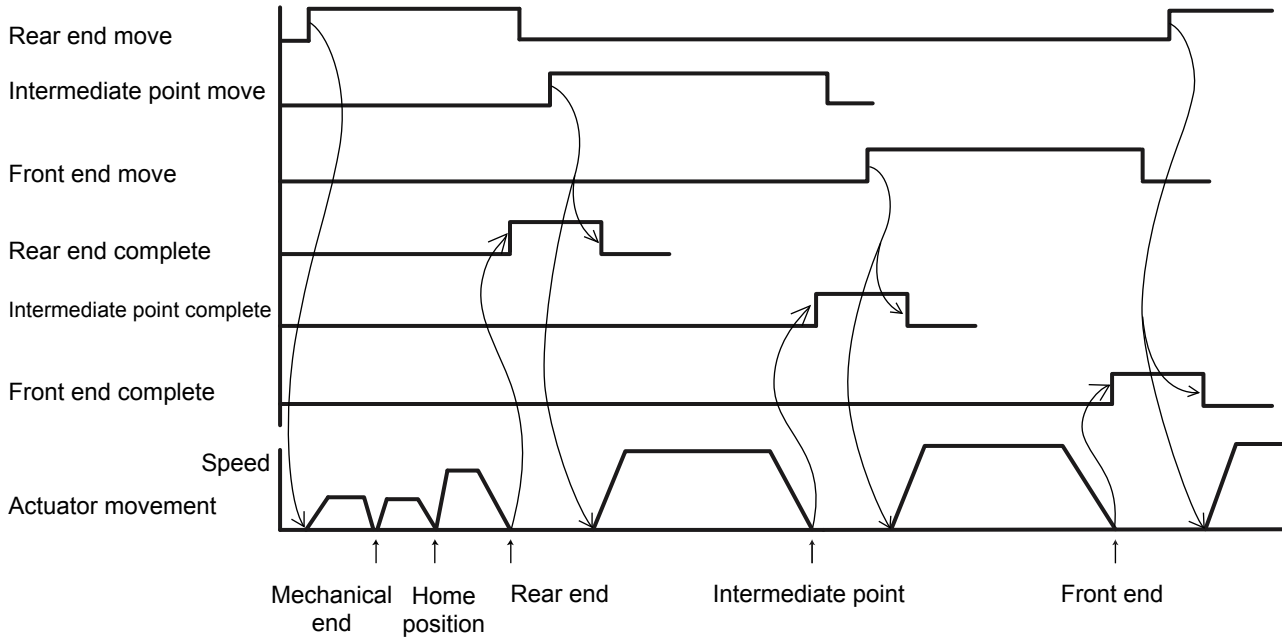 Rear end move
Intermediate point move
Front end move
Rear end complete
Intermediate point complete
Front end complete
Speed
Actuator movement
Mechanical
end
Home
position
Rear end
Intermediate point
Front end